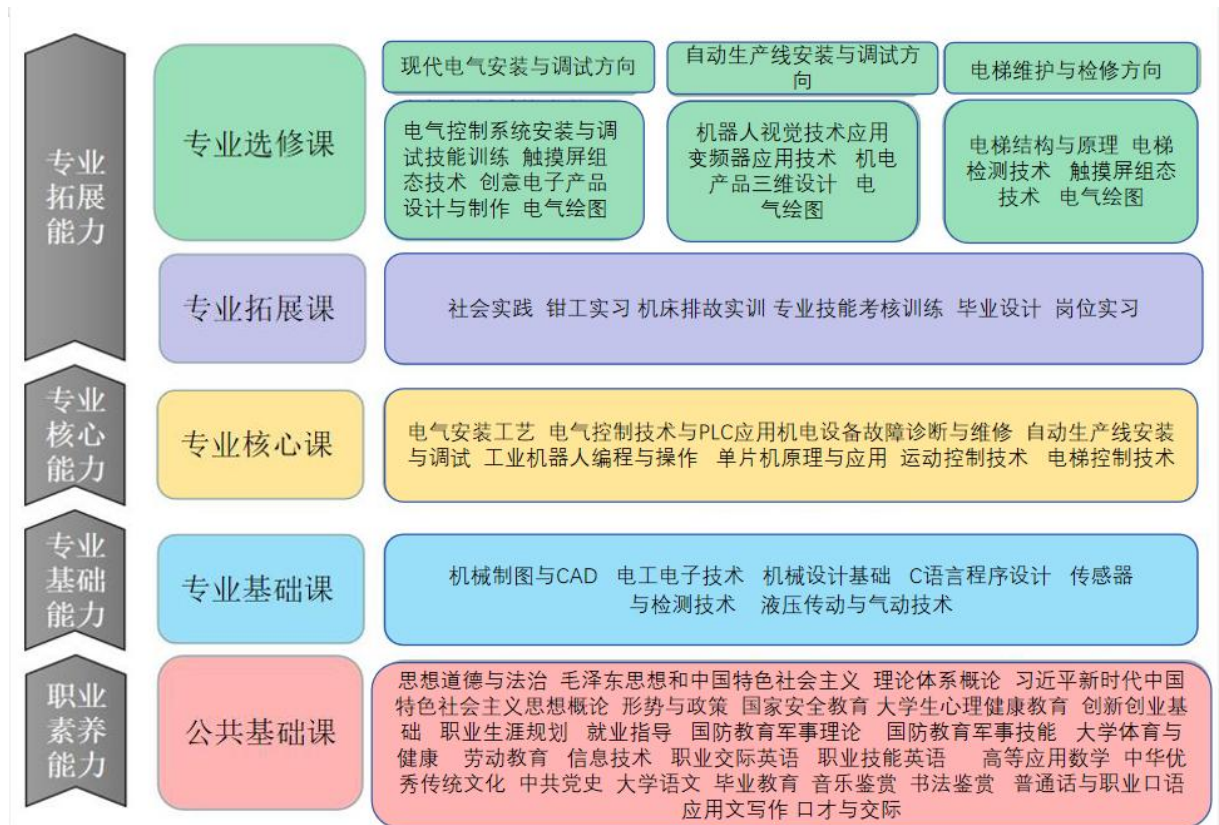 专业
拓展
能力
专业选修课
现代电气安装与调试方向
电气控制系统安装与调
试技能训练 触摸屏组
态技术 创意电子产品
设计与制作 电气绘图
自动生产线安装与调试方
向
机器人视觉技术应用
变频器应用技术 机电
产品三维设计 电
气绘图
电梯维护与检修方向
电梯结构与原理 电梯
检测技术 触摸屏组态
技术 电气绘图
专业拓展课
社会实践 钳工实习 机床排故实训 专业技能考核训练 毕业设计 岗位实习
专业
核心
能力
专业核心课
电气安装工艺 电气控制技术与PLC应用机电设备故障诊断与维修 自动生产线安装
与调试 工业机器人编程与操作 单片机原理与应用 运动控制技术 电梯控制技术
专业
基础
能力
专业基础课
机械制图与CAD 电工电子技术 机械设计基础 C语言程序设计 传感器
与检测技术 液压传动与气动技术
职业
素养
能力
公共基础课
思想道德与法治 毛泽东思想和中国特色社会主义 理论体系概论 习近平新时代中国
特色社会主义思想概论 形势与政策 国家安全教育 大学生心理健康教育 创新创业基
础 职业生涯规划 就业指导 国防教育军事理论 国防教育军事技能 大学体育与
健康 劳动教育 信息技术 职业交际英语 职业技能英语 高等应用数学 中华优
秀传统文化 中共党史 大学语文 毕业教育 音乐鉴赏 书法鉴赏 普通话与职业口语
应用文写作 口才与交际